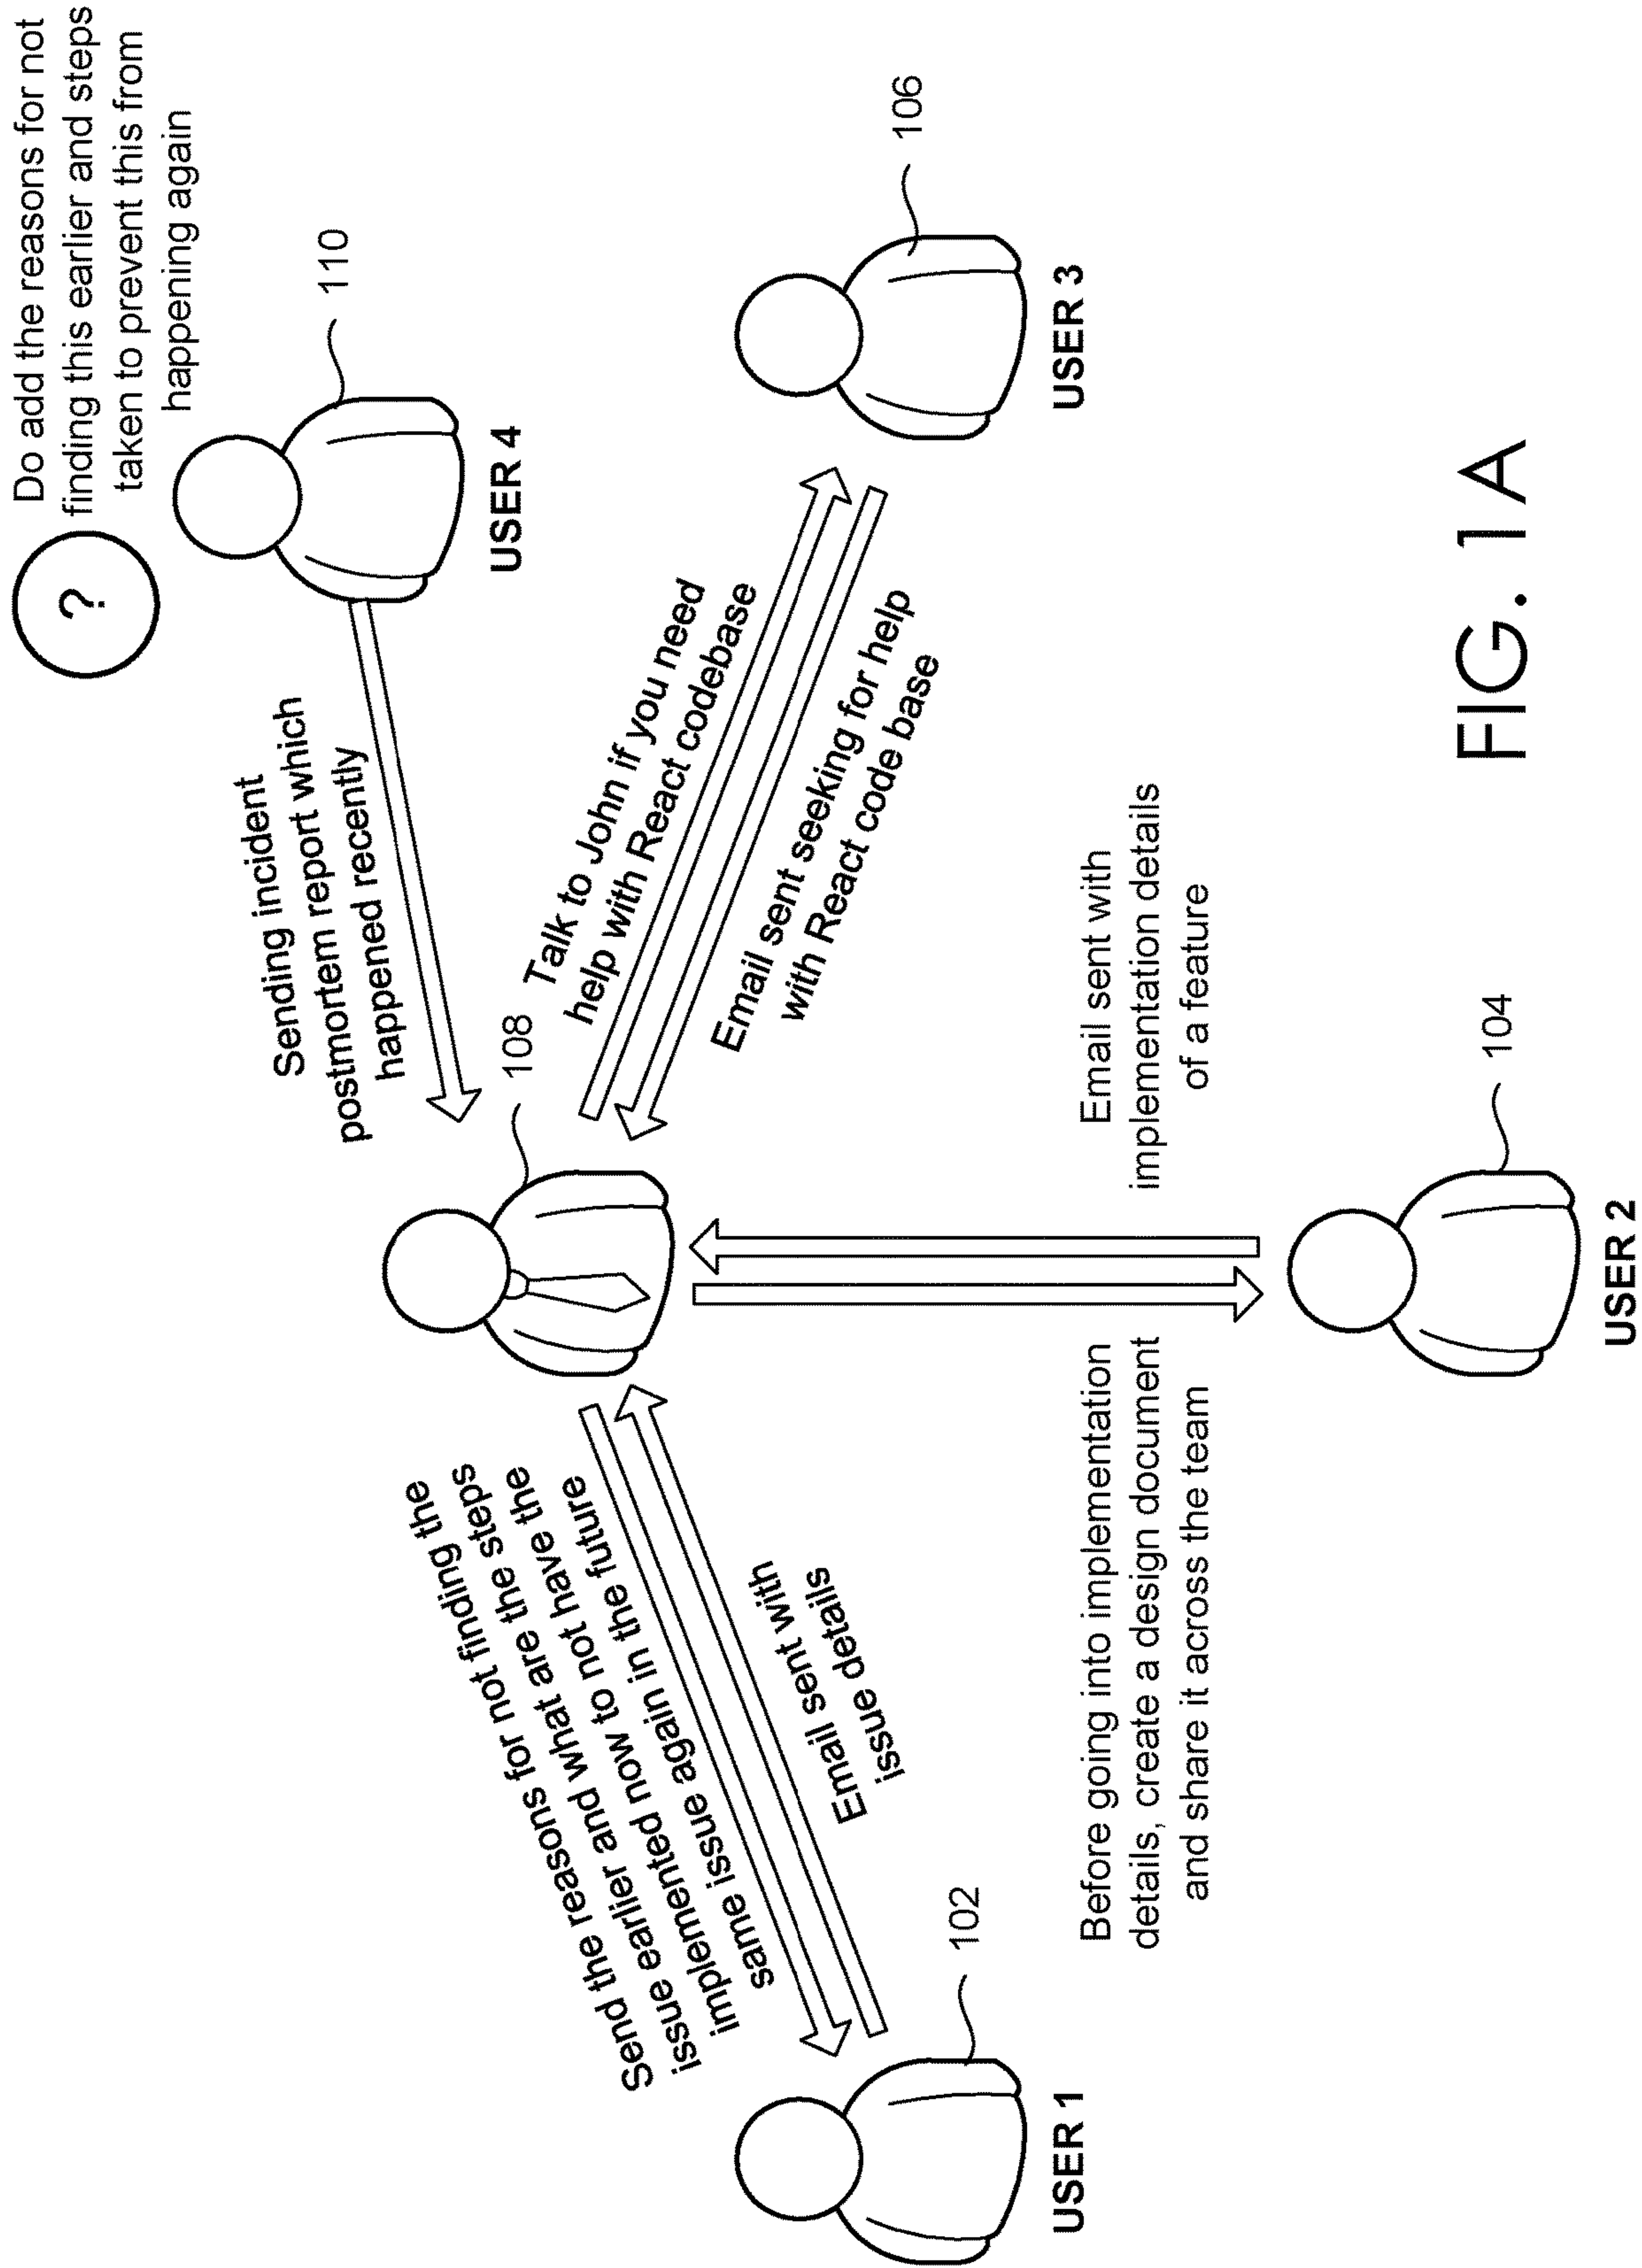 Do add the reasons for not
finding this earlier and steps
taken to prevent this from
happening again
?
110
USER 4
Sending incident
postmortem report which
happened recently
Talk to John if you need
help with React codebase
Email sent seeking for help
with React code base
106
USER 3
108
Send the reasons for not finding the
issue earlier and what are the steps
implemented now to not have the
same issue again in the future
Email sent with
issue details
102
USER 1
Before going into implementation
details, create a design document
and share it across the team
Email sent with
implementation details
of a feature
104
USER 2
FIG. 1A